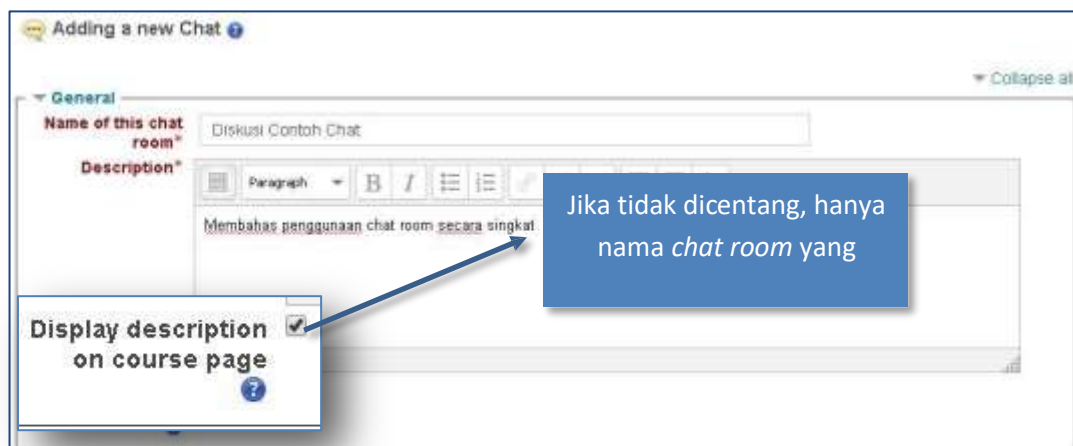 Adding a new Chat
Collapse al
General
Name of this chat
room*
Diskusi Contoh Chat
Description*
Paragraph
B I
Membahas penggunaan chat room secara singkat
Jika tidak dicentang, hanya
nama chat room yang
Display description
on course page